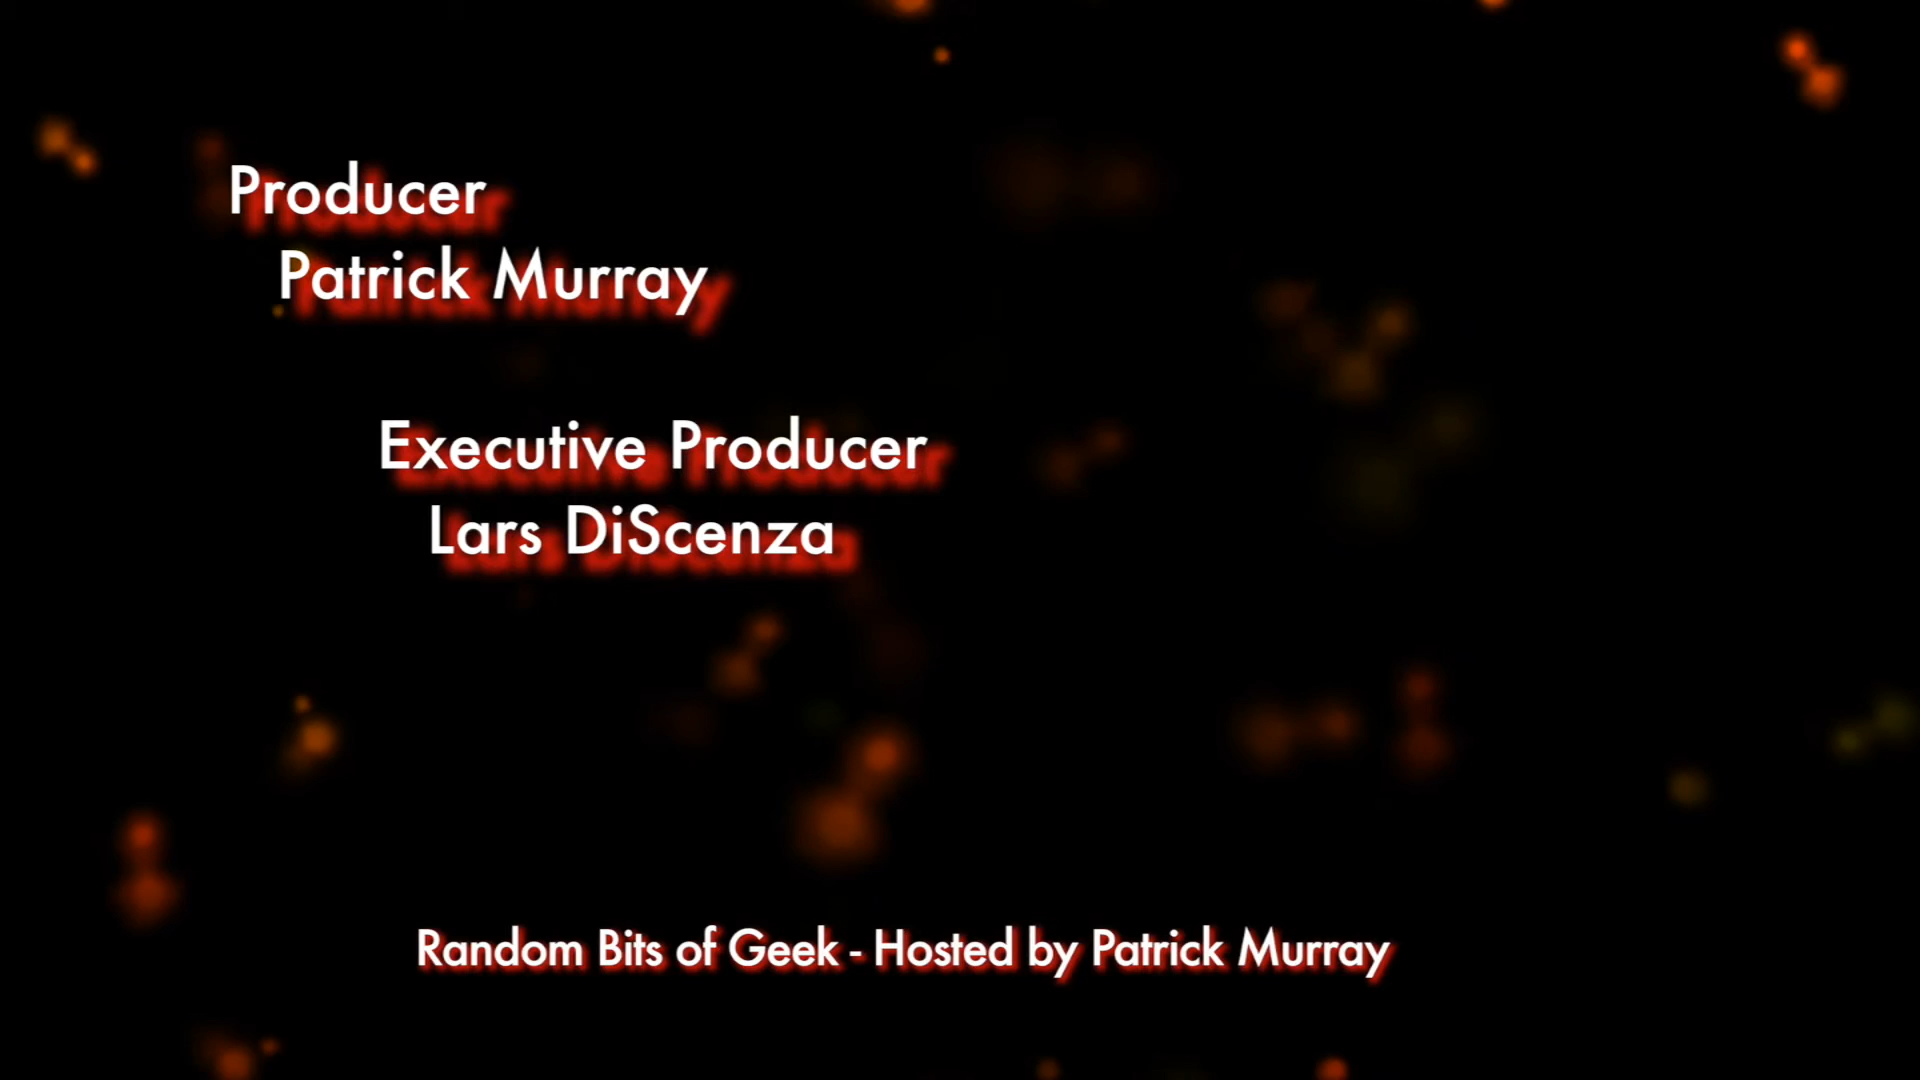 Producer
Patrick Murray
Executive Producer
Lars DiScenza
Random Bits of Geek - Hosted by Patrick Murray